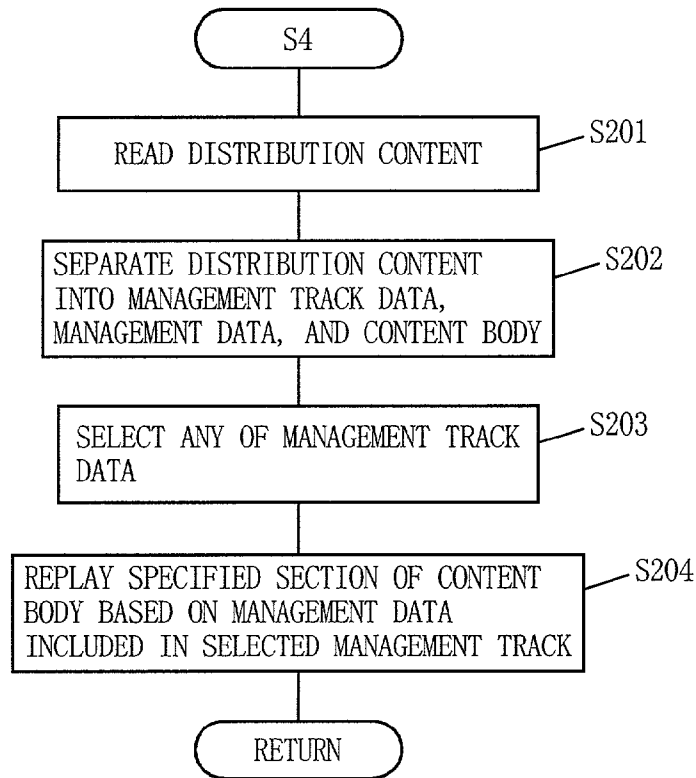 S4
READ DISTRIBUTION CONTENT
S201
SEPARATE DISTRIBUTION CONTENT
INTO MANAGEMENT TRACK DATA,
MANAGEMENT DATA, AND CONTENT BODY
S202
SELECT ANY OF MANAGEMENT TRACK
DATA
S203
REPLAY SPECIFIED SECTION OF CONTENT
BODY BASED ON MANAGEMENT DATA
INCLUDED IN SELECTED MANAGEMENT TRACK
S204
RETURN